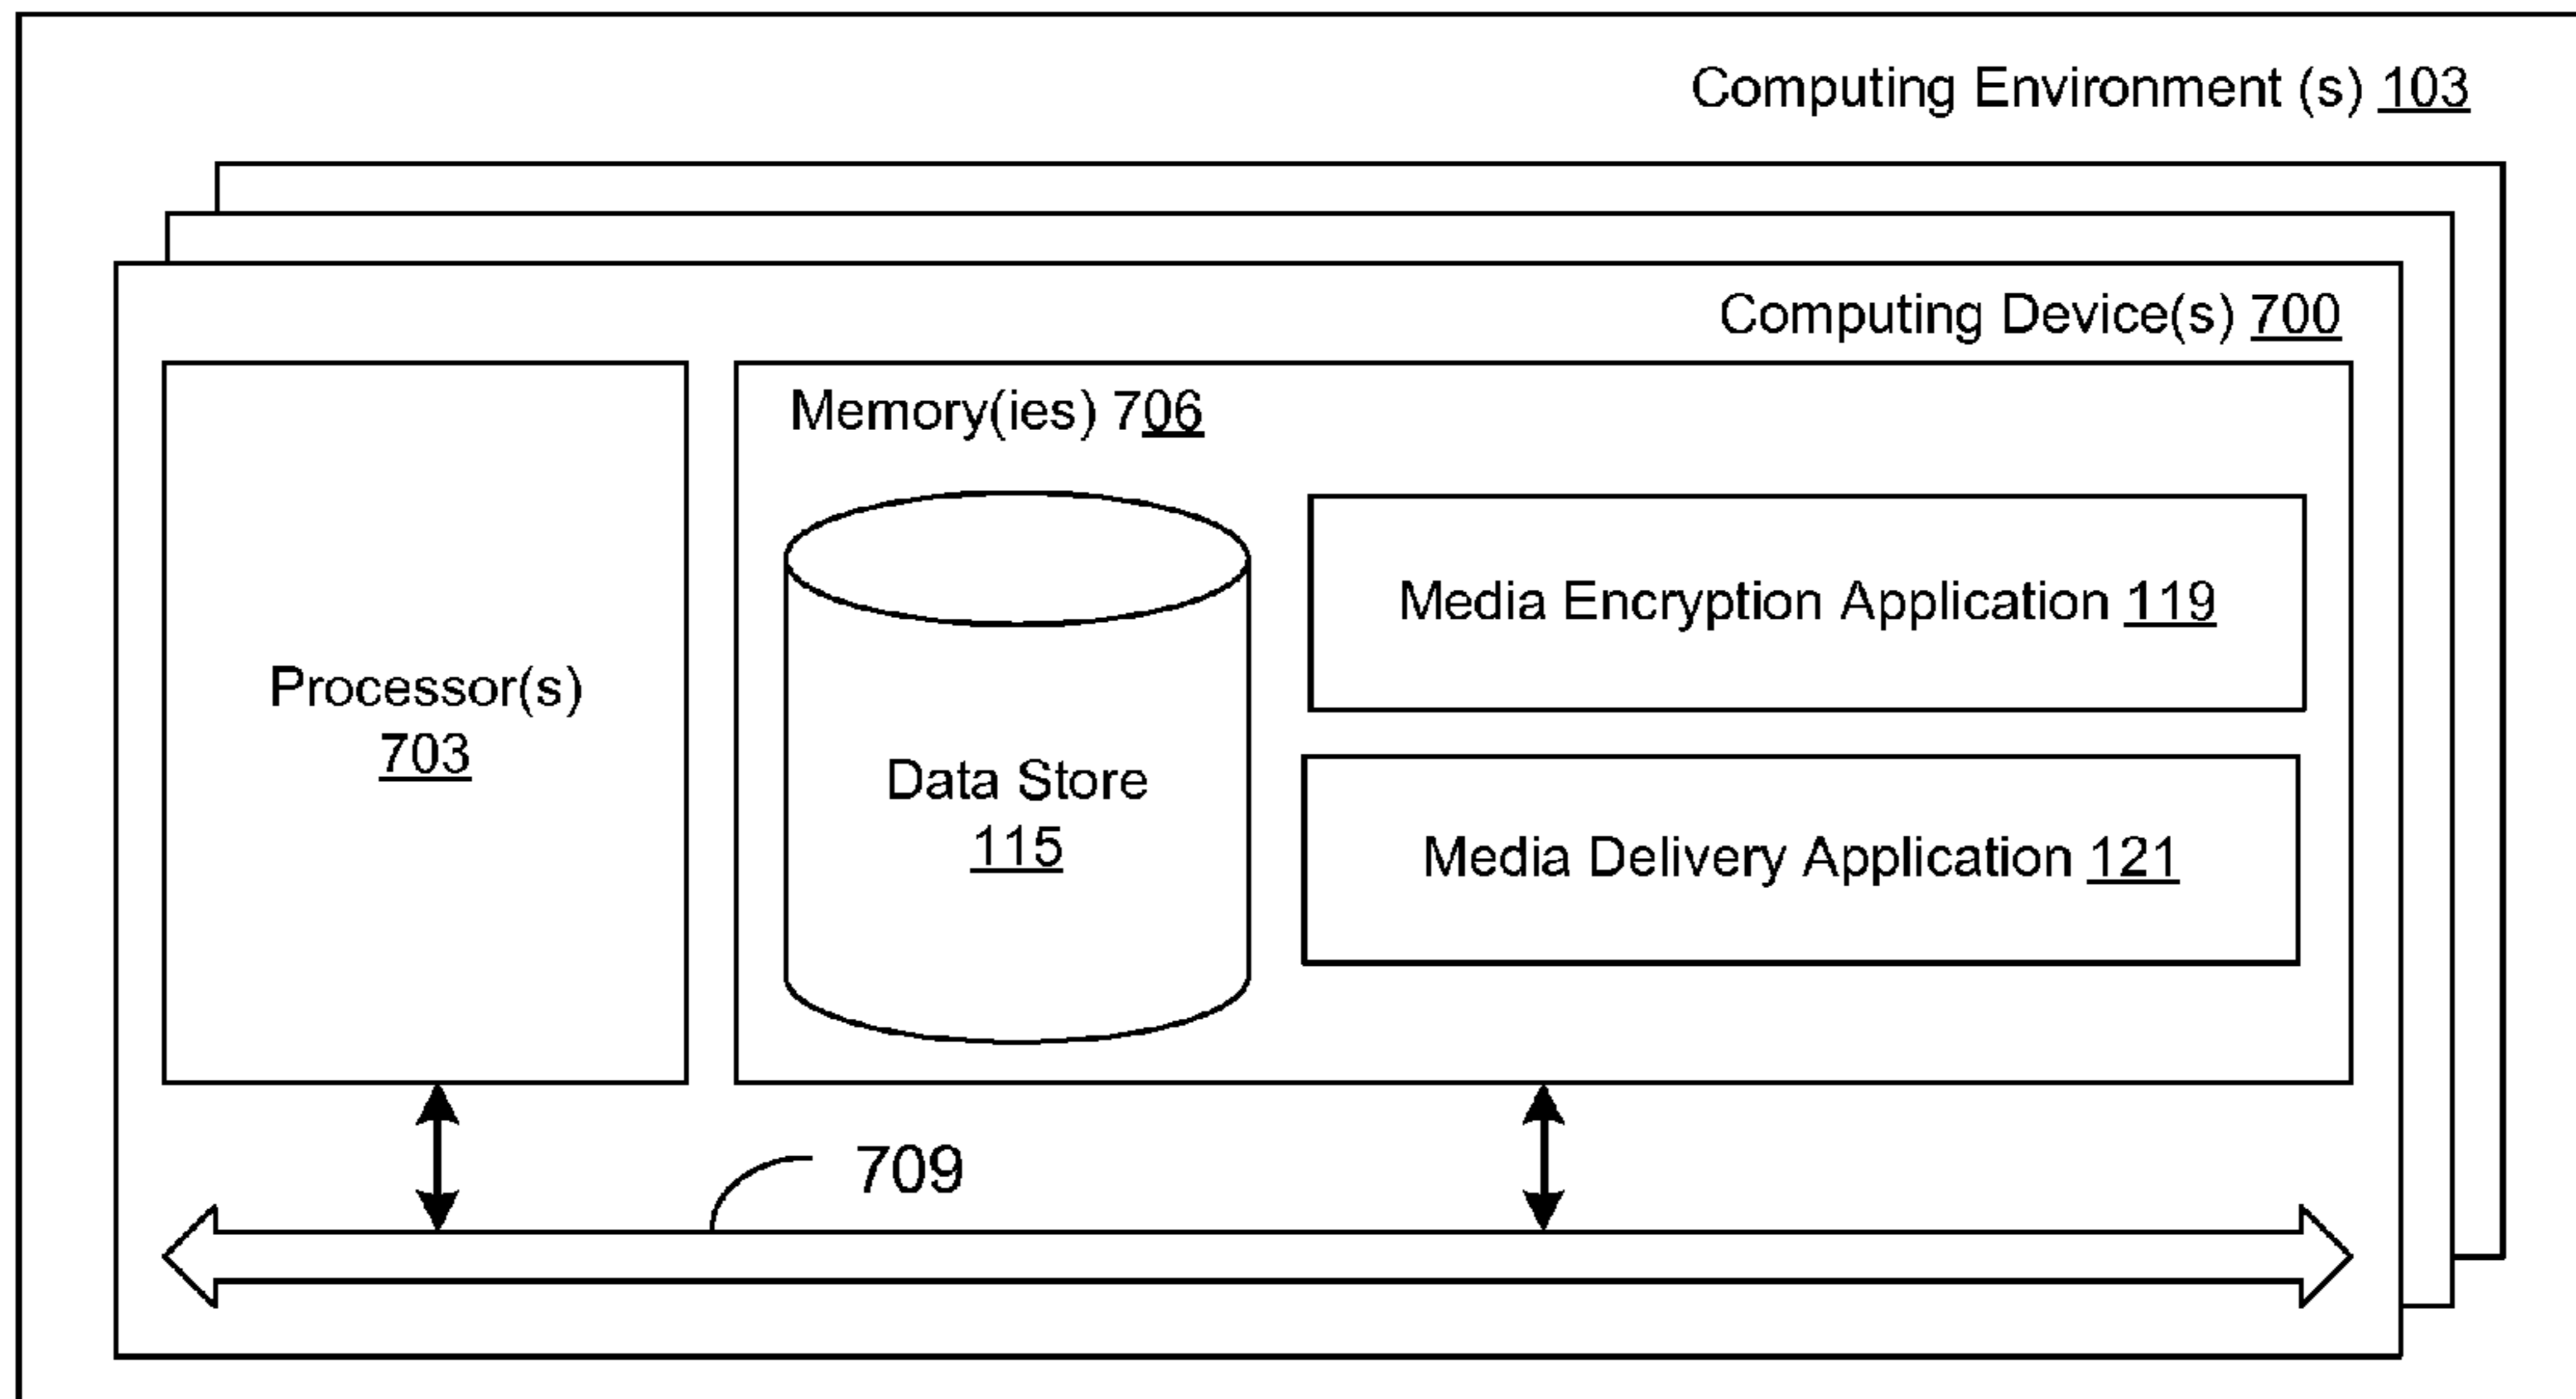 Computing Environment (s) 103
Computing Device(s) 700
Memory(ies) 706
Processor(s)
703
Data Store
115
Media Encryption Application 119
Media Delivery Application 121
709